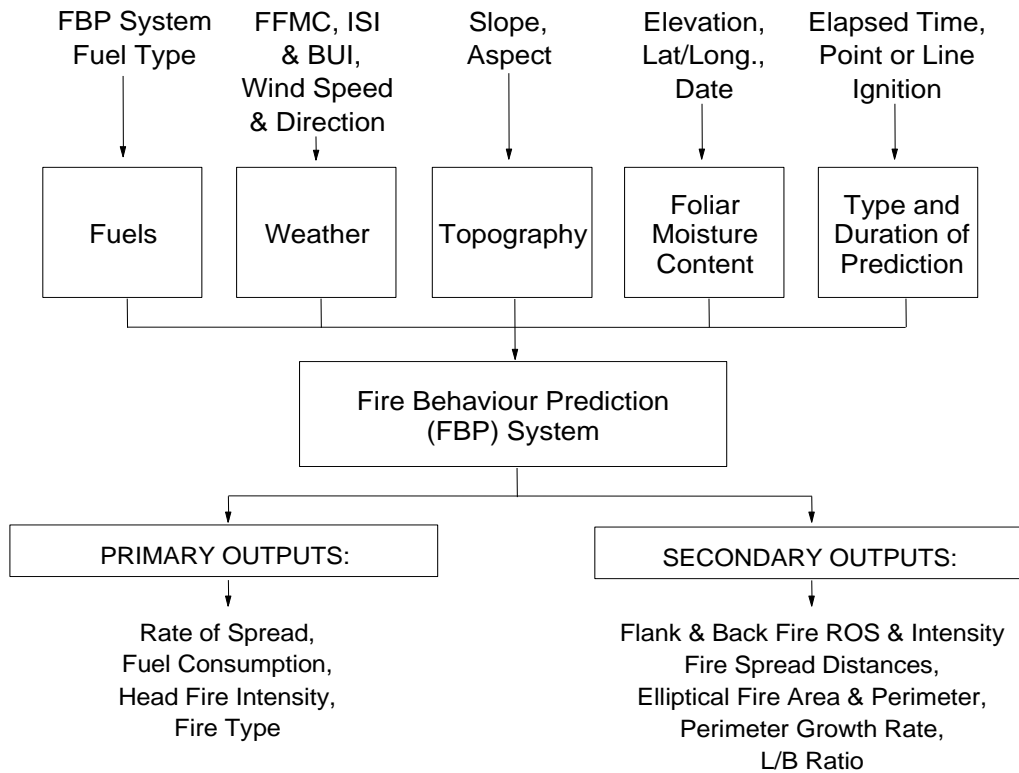 FBP System
Fuel Type
FFMC, ISI
& BUI,
Wind Speed
& Direction
Slope,
Aspect
Elevation,
Lat/Long.,
Date
Elapsed Time,
Point or Line
Ignition
Fuels
Weather
Topography
Foliar
Moisture
Content
Type and
Duration of
Prediction
Fire Behaviour Prediction
(FBP) System
PRIMARY OUTPUTS:
Rate of Spread,
Fuel Consumption,
Head Fire Intensity,
Fire Type
SECONDARY OUTPUTS:
Flank & Back Fire ROS & Intensity
Fire Spread Distances,
Elliptical Fire Area & Perimeter,
Perimeter Growth Rate,
L/B Ratio